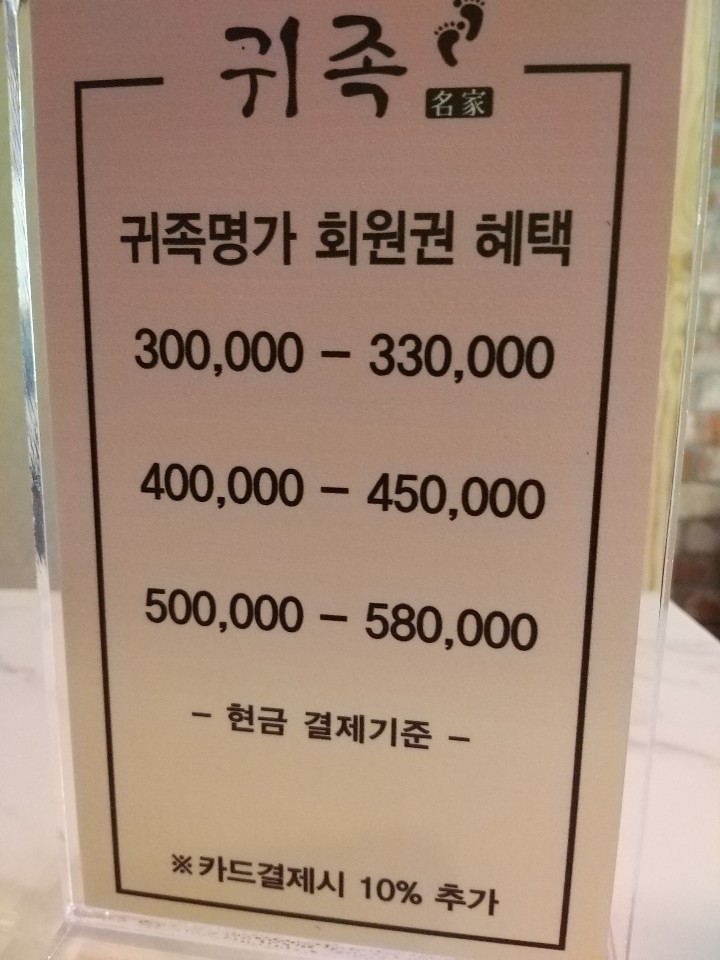 귀족 名家
귀족명가 회원권 혜택
300,000 – 330,000
400,000 – 450,000
500,000 – 580,000
– 현금 결제기준 –
※카드결제시 10% 추가